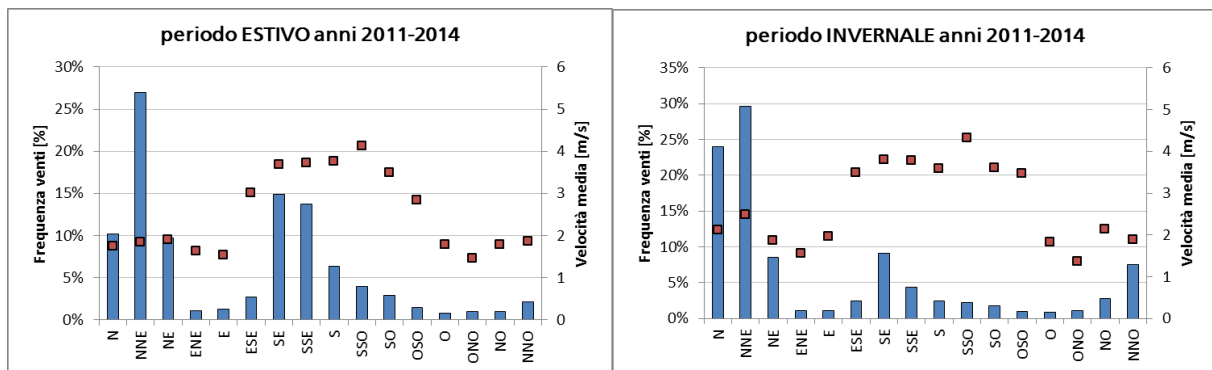 periodo ESTIVO anni 2011-2014
Frequenza venti [%]
30%
25%
20%
15%
10%
5%
0%
6
5
4
3
2
1
0
Velocità media [m/s]
N
NNE
NE
ENE
E
ESE
SE
SSE
S
SSO
SO
OSO
O
ONO
NO
NNO
periodo INVERNALE anni 2011-2014
Frequenza venti [%]
35%
30%
25%
20%
15%
10%
5%
0%
6
5
4
3
2
1
0
Velocità media [m/s]
N
NNE
NE
ENE
E
ESE
SE
SSE
S
SSO
SO
OSO
O
ONO
NO
NNO